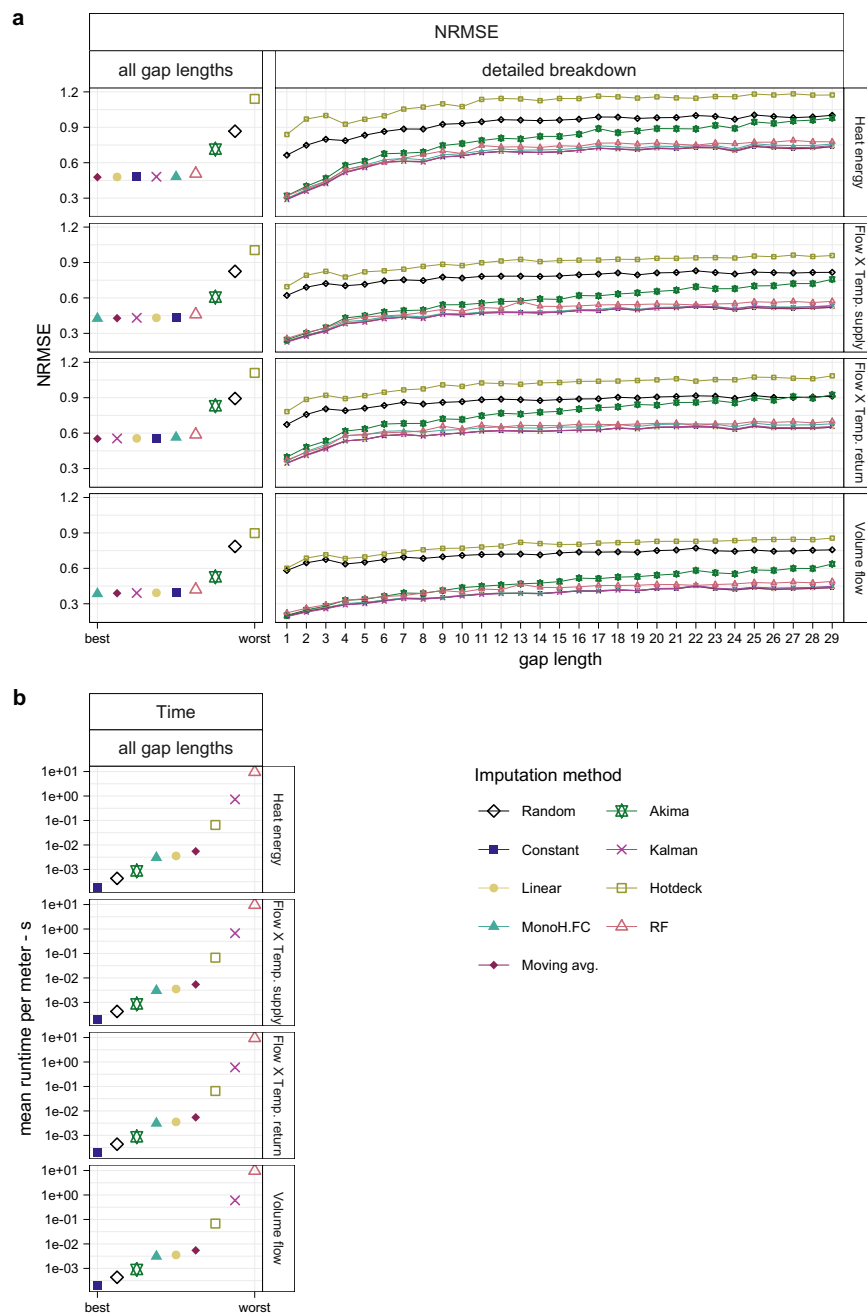 a
NRMSE
all gap lengths
detailed breakdown
NRMSE
1.2
0.9
0.6
0.3
Heat energy
1.2
0.9
0.6
0.3
Flow X Temp. supply
1.2
0.9
0.6
0.3
Flow X Temp. return
1.2
0.9
0.6
0.3
Volume flow
best worst
1 2 3 4 5 6 7 8 9 10 11 12 13 14 15 16 17 18 19 20 21 22 23 24 25 26 27 28 29
gap length
b
Time
all gap lengths
mean runtime per meter - s
1e+01
1e+00
1e-01
1e-02
1e-03
Heat energy
1e+01
1e+00
1e-01
1e-02
1e-03
Flow X Temp. supply
1e+01
1e+00
1e-01
1e-02
1e-03
Flow X Temp. return
1e+01
1e+00
1e-01
1e-02
1e-03
Volume flow
best worst
Imputation method
Random
Akima
Constant
Kalman
Linear
Hotdeck
MonoH.FC
RF
Moving avg.